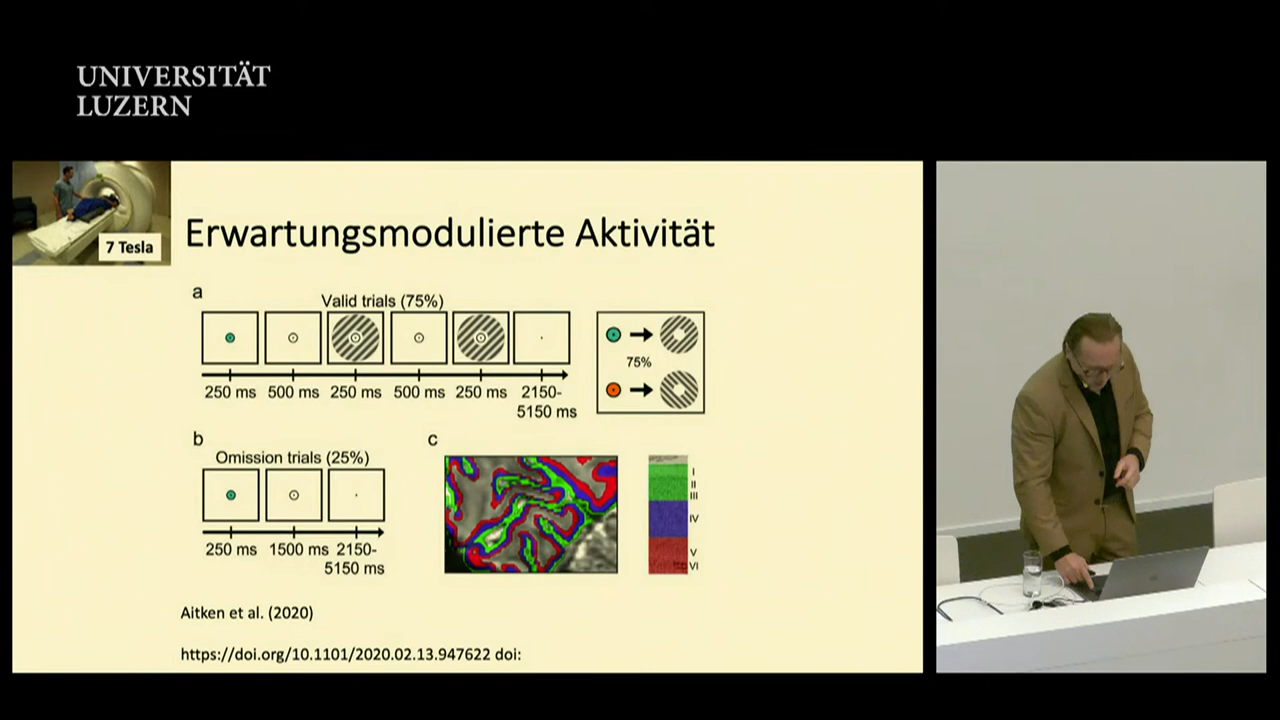 UNIVERSITÄT
LUZERN
7 Tesla
Erwartungsmodulierte Aktivität
a
Valid trials (75%)
250 ms 500 ms 250 ms 500 ms 250 ms 2150-
5150 ms
75%
b
Omission trials (25%)
250 ms 1500 ms 2150-
5150 ms
c
I
II
III
IV
V
VI
Aitken et al. (2020)
https://doi.org/10.1101/2020.02.13.947622 doi: